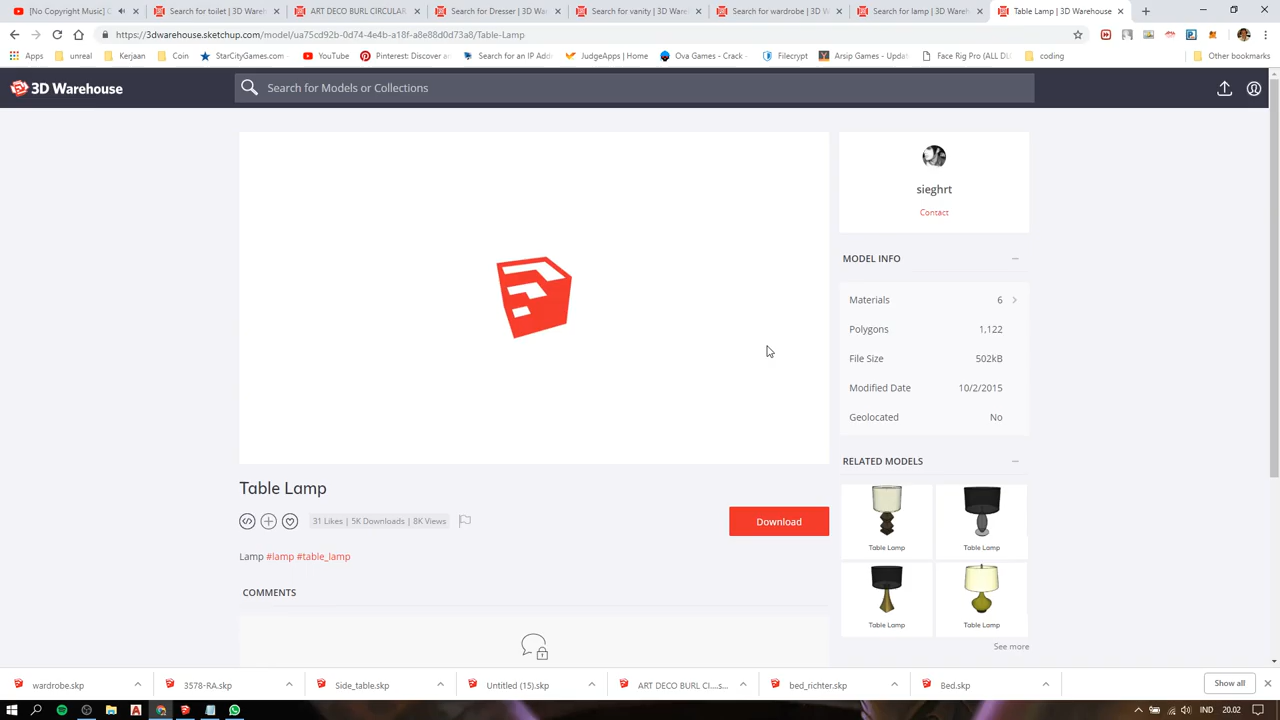 [No Copyright Music]
Search for toilet | 3D Wareh
ART DECO BURL CIRCULAR
Search for Dresser | 3D Wa
Search for vanity | 3D Ware
Search for wardrobe | 3D W
Search for lamp | 3D Wareh
Table Lamp | 3D Warehouse
https://3dwarehouse.sketchup.com/model/ua75cd92b-0d74-4e4b-a18f-a8e88d0d73a8/Table-Lamp
Apps
unreal
Kerjaan
StarCityGames.com -
YouTube
Pinterest: Discover an
Search for an IP Addr
JudgeApps | Home
Ova Games - Crack -
Filecrypt
Arsip Games - Updat
Face Rig Pro (ALL DL
coding
Other bookmarks
3D Warehouse
Search for Models or Collections
sieghrt
Contact
MODEL INFO
Materials 6
Polygons 1,122
File Size 502kB
Modified Date 10/2/2015
Geolocated No
RELATED MODELS
Table Lamp
Table Lamp
Table Lamp
Table Lamp
See more
Table Lamp
31 Likes | 5K Downloads | 8K Views
Download
Lamp #lamp #table_lamp
COMMENTS
wardrobe.skp
3578-RA.skp
Side_table.skp
Untitled (15).skp
ART DECO BURL CI....s...
bed_richter.skp
Bed.skp
Show all
IND
20.02